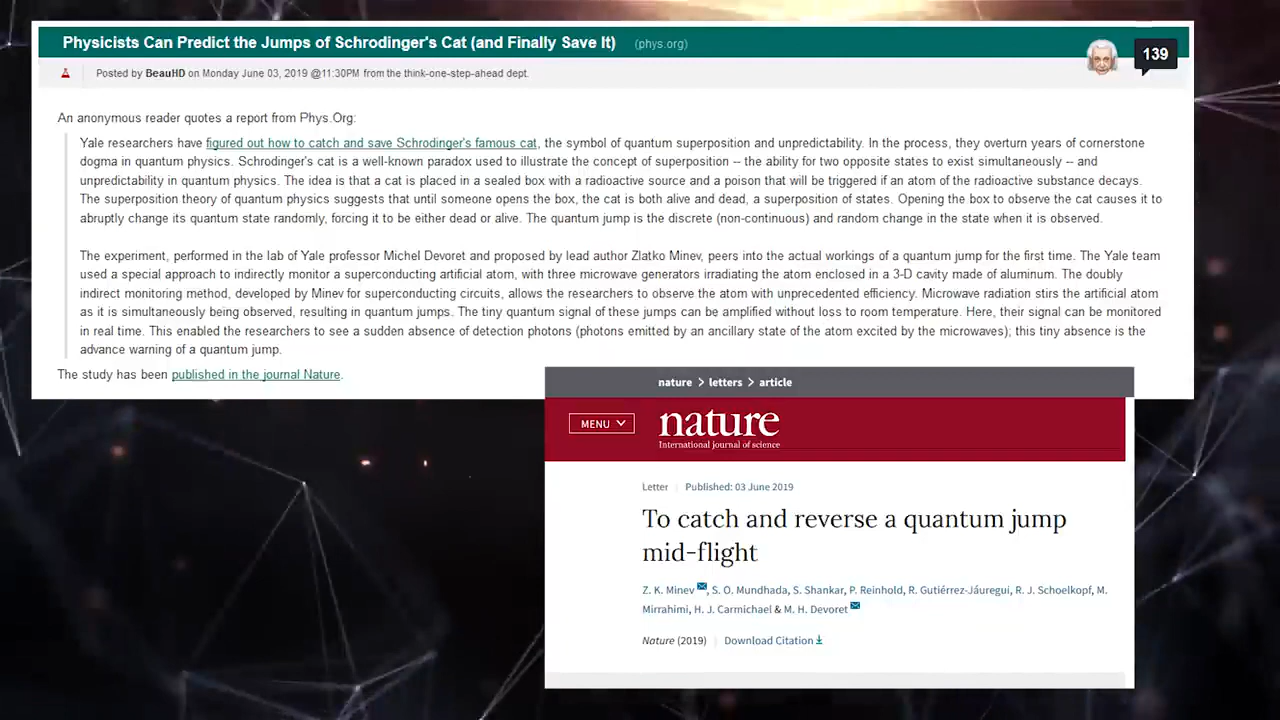 Physicists Can Predict the Jumps of Schrodinger's Cat (and Finally Save It) (phys.org)
139
Posted by BeauHD on Monday June 03, 2019 @11:30PM from the think-one-step-ahead dept.
An anonymous reader quotes a report from Phys.Org:
Yale researchers have figured out how to catch and save Schrodinger's famous cat, the symbol of quantum superposition and unpredictability. In the process, they overturn years of cornerstone
dogma in quantum physics. Schrodinger's cat is a well-known paradox used to illustrate the concept of superposition -- the ability for two opposite states to exist simultaneously -- and
unpredictability in quantum physics. The idea is that a cat is placed in a sealed box with a radioactive source and a poison that will be triggered if an atom of the radioactive substance decays.
The superposition theory of quantum physics suggests that until someone opens the box, the cat is both alive and dead, a superposition of states. Opening the box to observe the cat causes it to
abruptly change its quantum state randomly, forcing it to be either dead or alive. The quantum jump is the discrete (non-continuous) and random change in the state when it is observed.
The experiment, performed in the lab of Yale professor Michel Devoret and proposed by lead author Zlatko Minev, peers into the actual workings of a quantum jump for the first time. The Yale team
used a special approach to indirectly monitor a superconducting artificial atom, with three microwave generators irradiating the atom enclosed in a 3-D cavity made of aluminum. The doubly
indirect monitoring method, developed by Minev for superconducting circuits, allows the researchers to observe the atom with unprecedented efficiency. Microwave radiation stirs the artificial atom
as it is simultaneously being observed, resulting in quantum jumps. The tiny quantum signal of these jumps can be amplified without loss to room temperature. Here, their signal can be monitored
in real time. This enabled the researchers to see a sudden absence of detection photons (photons emitted by an ancillary state of the atom excited by the microwaves); this tiny absence is the
advance warning of a quantum jump.
The study has been published in the journal Nature.
nature > letters > article
MENU
nature
International journal of science
Letter | Published: 03 June 2019
To catch and reverse a quantum jump
mid-flight
Z. K. Minev, S. O. Mundhada, S. Shankar, P. Reinhold, R. Gutiérrez-Jáuregui, R. J. Schoelkopf, M.
Mirrahimi, H. J. Carmichael & M. H. Devoret
Nature (2019) | Download Citation